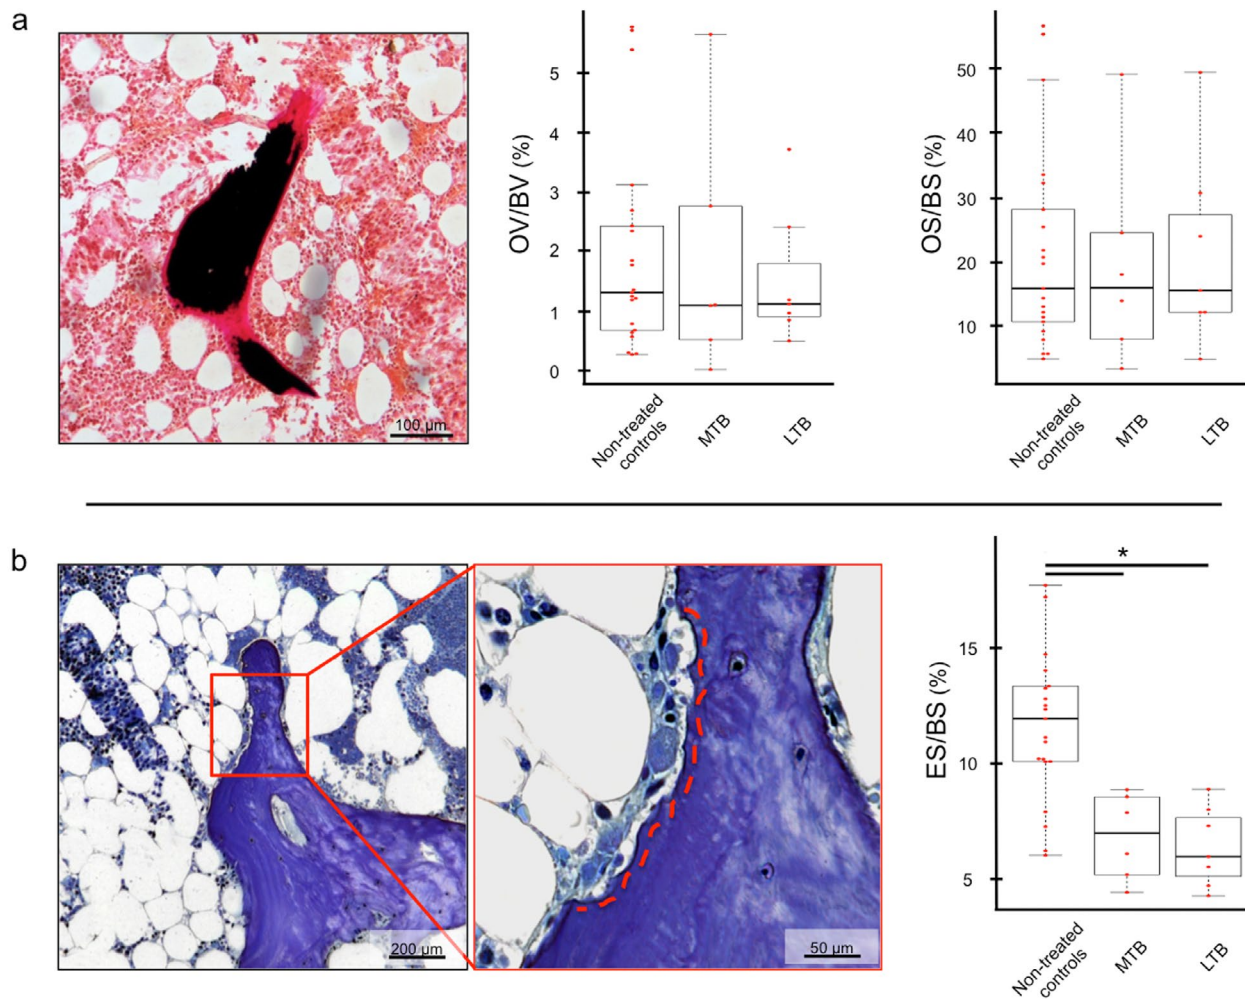 a
100 µm
OV/BV (%)
5
4
3
2
1
0
Non-treated
controls
MTB
LTB
OS/BS (%)
50
40
30
20
10
Non-treated
controls
MTB
LTB
b
200 µm
50 µm
ES/BS (%)
*
15
10
5
Non-treated
controls
MTB
LTB